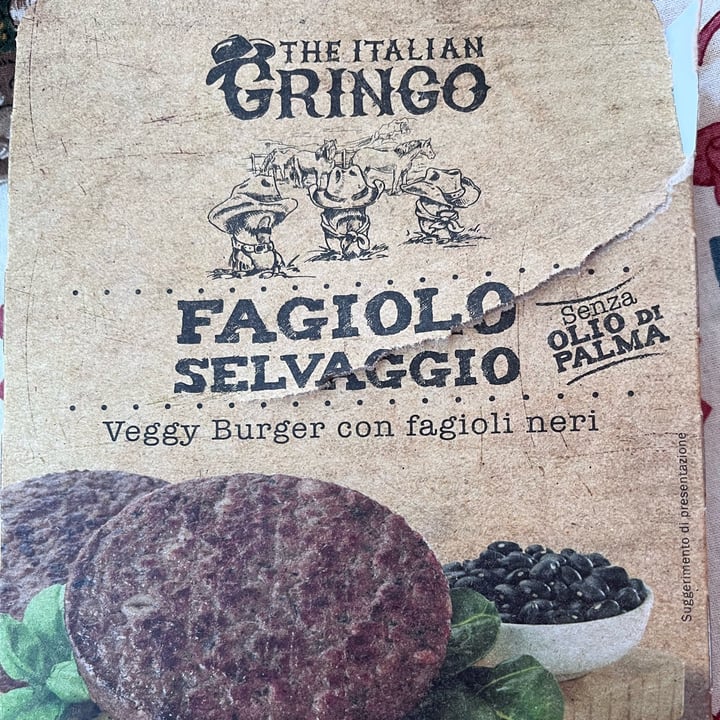 THE ITALIAN
GRINGO
FAGIOLO
SELVAGGIO
Senza
OLIO DI
PALMA
Veggy Burger con fagioli neri
Suggerimento di presentazione